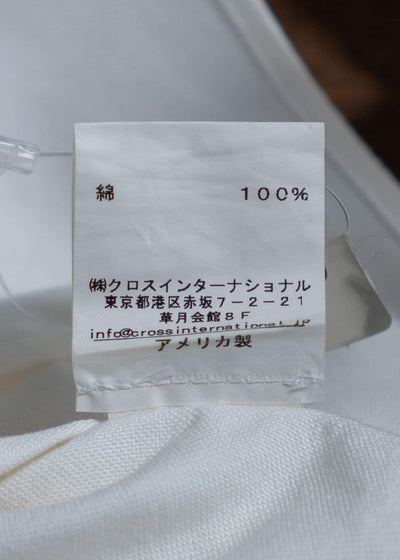 綿 100%
㈱クロスインターナショナル
東京都港区赤坂7-2-21
草月会館8F
info@crossinternational.jp
アメリカ製